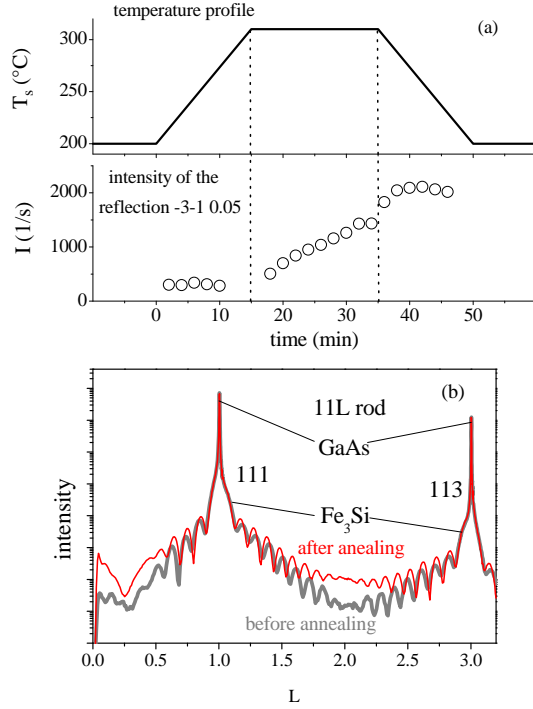 temperature profile
(a)
300
250
200
T_s (°C)
intensity of the
reflection -3-1 0.05
2000
1000
0
I (1/s)
0 10 20 30 40 50
time (min)
(b)
11L rod
GaAs
111
113
Fe₃Si
after anealing
before annealing
intensity
0.0 0.5 1.0 1.5 2.0 2.5 3.0
L